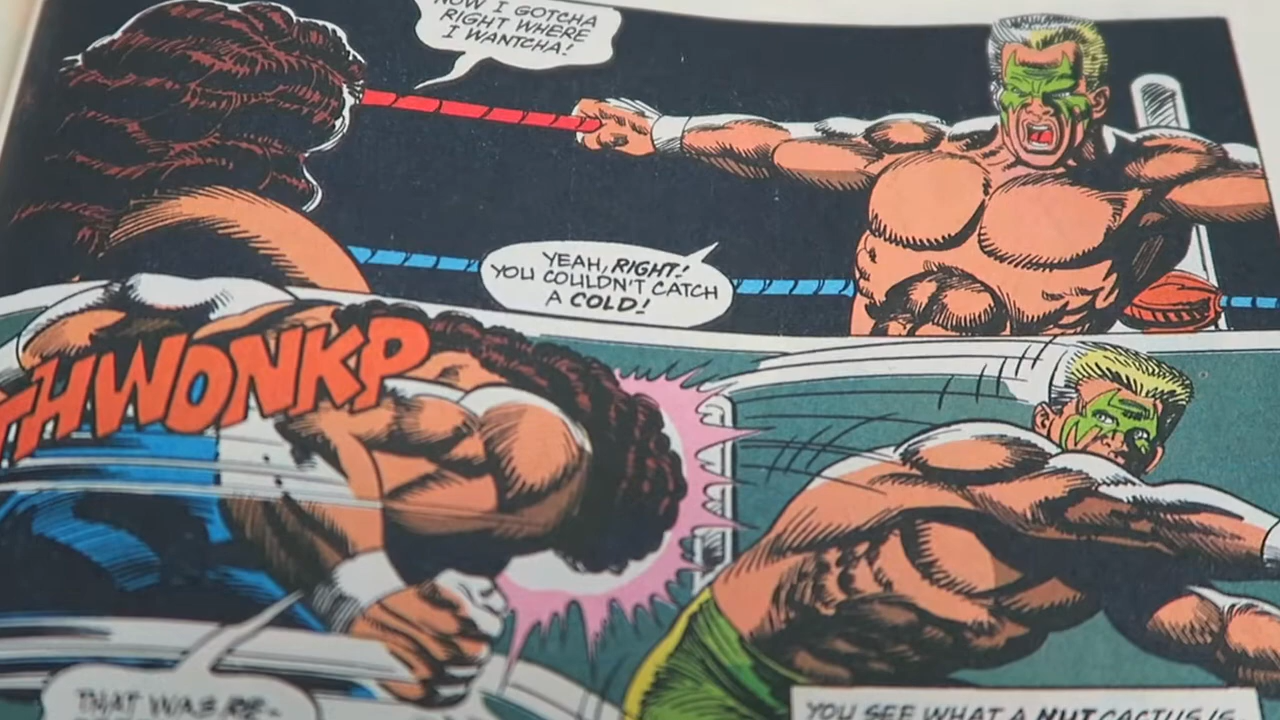 NOW I GOTCHA
RIGHT WHERE
I WANTCHA!
YEAH, RIGHT!
YOU COULDN'T CATCH
A COLD!
THWONKP
THAT WAS RE-
YOU SEE WHAT A NUT CACTUS IS